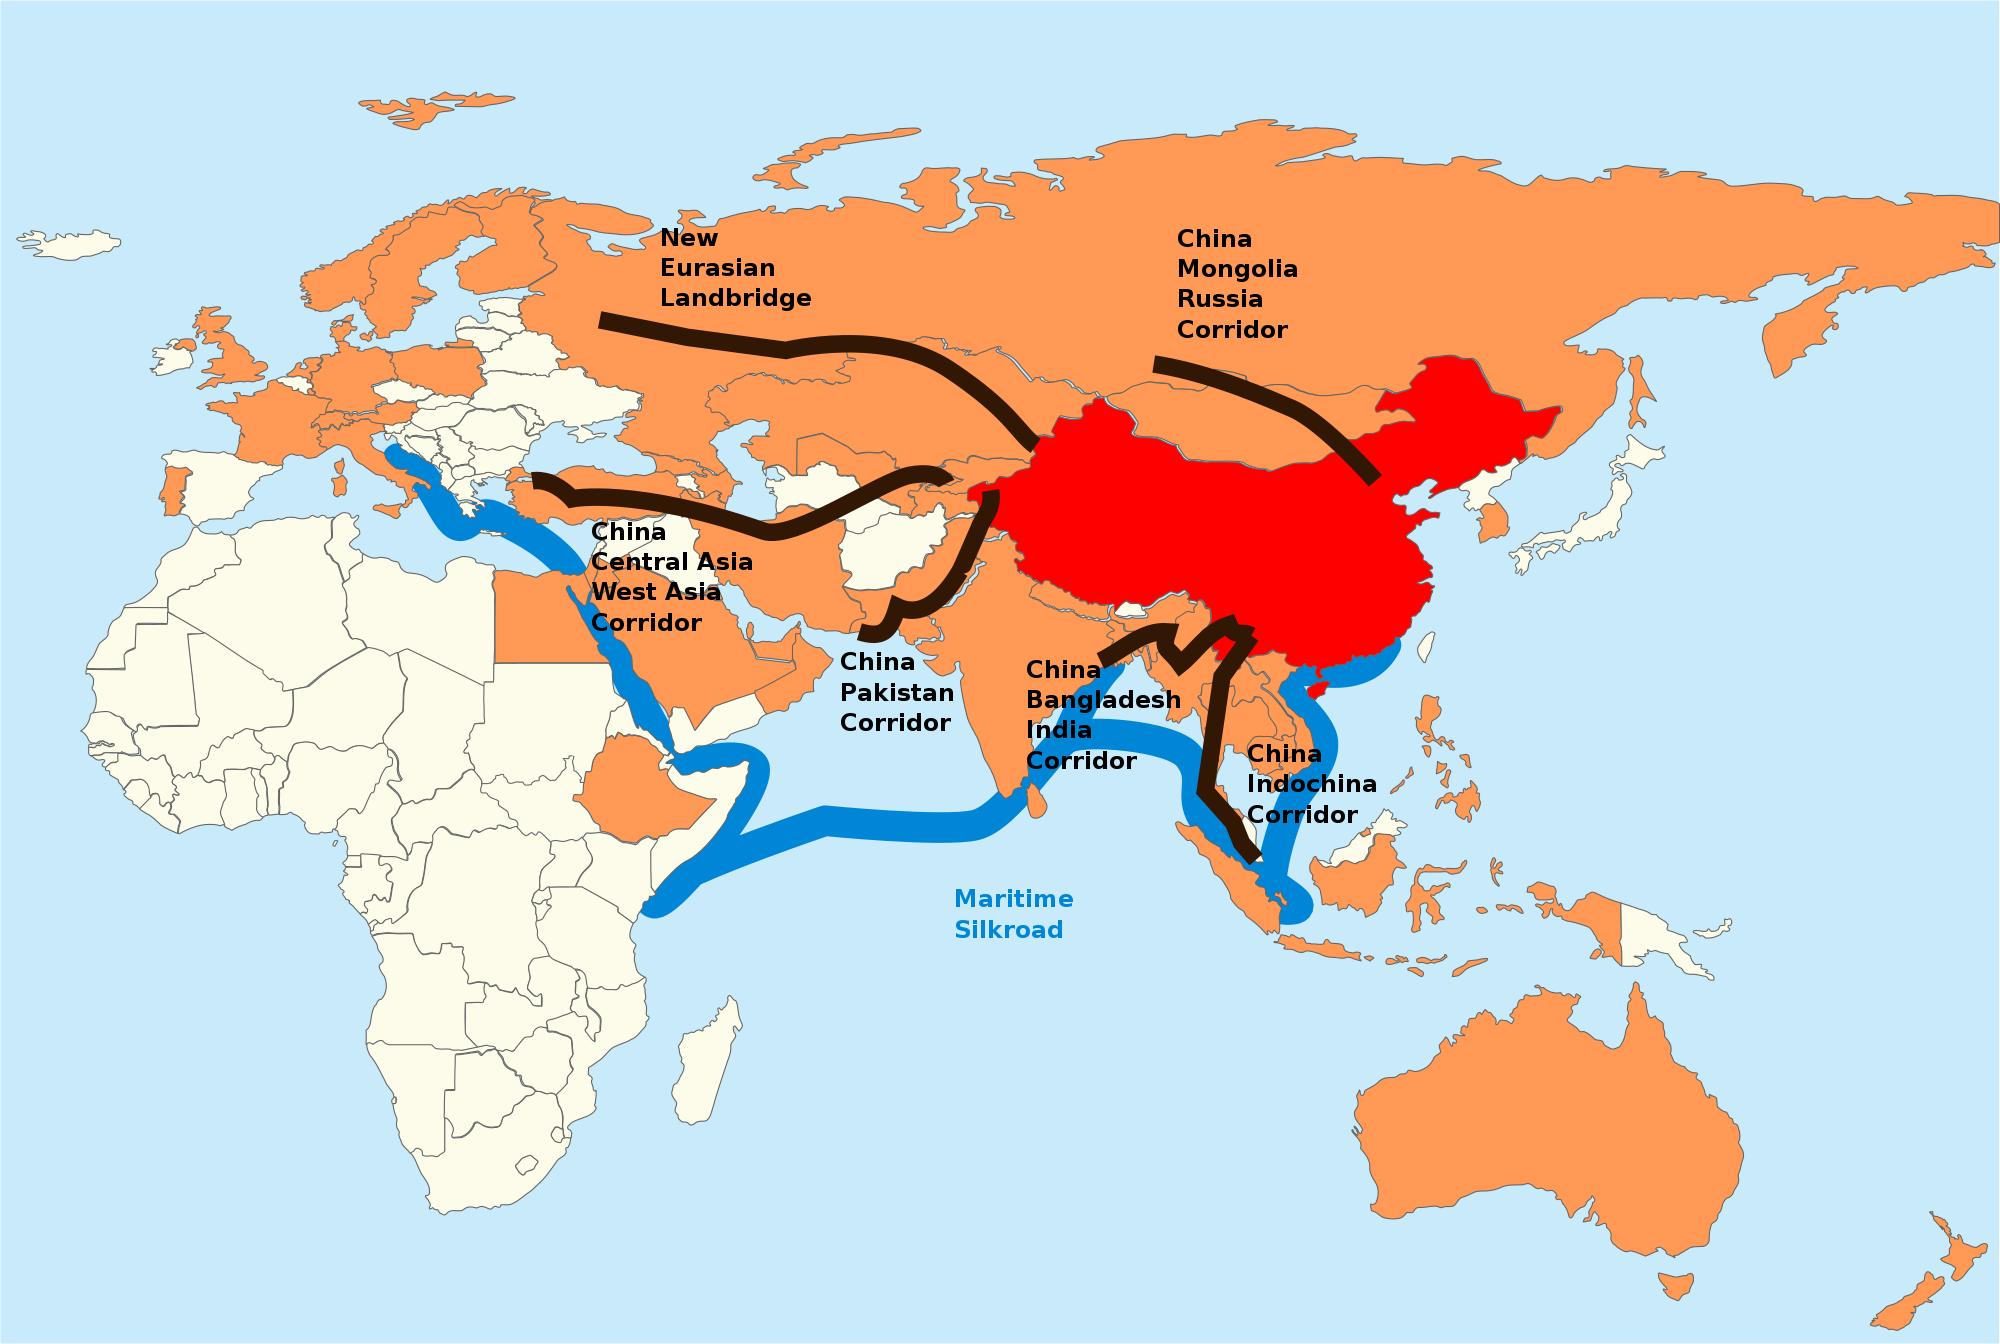 New
Eurasian
Landbridge
China
Mongolia
Russia
Corridor
China
Central Asia
West Asia
Corridor
China
Pakistan
Corridor
China
Bangladesh
India
Corridor
China
Indochina
Corridor
Maritime
Silkroad